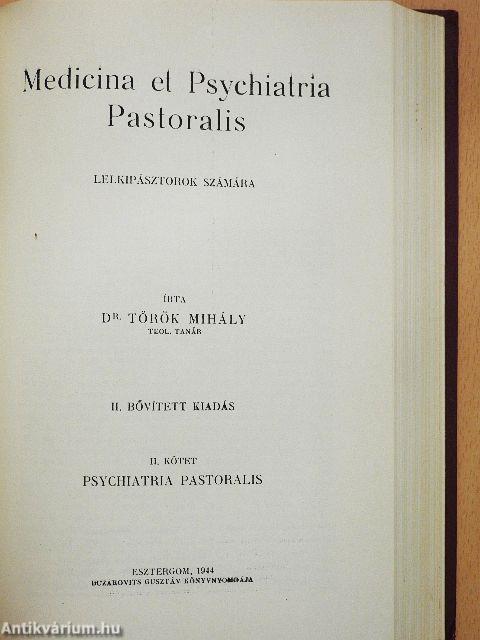 Medicina et Psychiatria
Pastoralis
LELKIPÁSZTOROK SZÁMÁRA
ÍRTA
DR. TÖRÖK MIHÁLY
TEOL. TANÁR
II. BŐVÍTETT KIADÁS
II. KÖTET
PSYCHIATRIA PASTORALIS
ESZTERGOM, 1944
BUZÁROVITS GUSZTÁV KÖNYVNYOMDÁJA
Antikvárium.hu